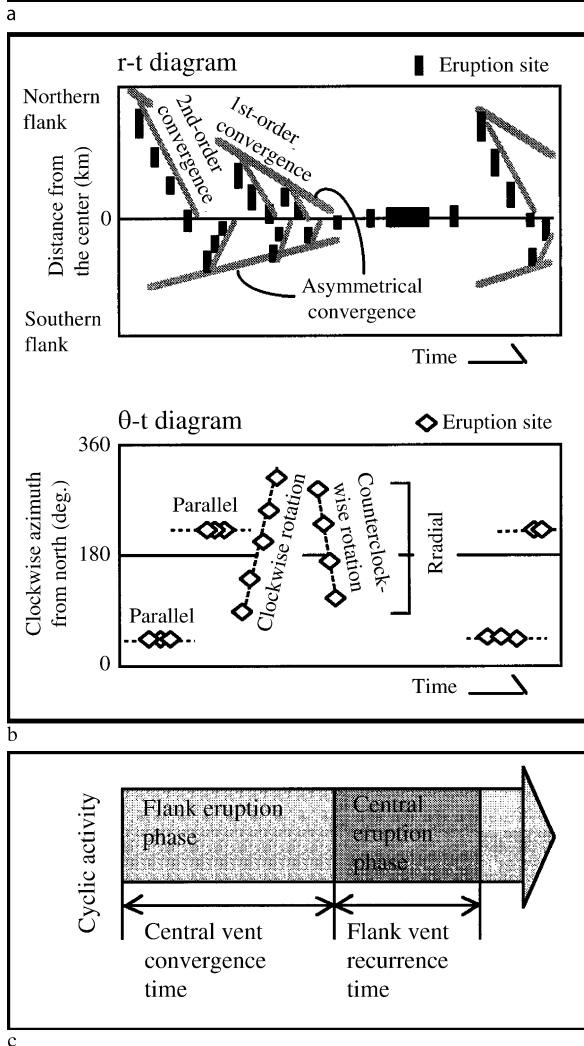 a
r-t diagram
Eruption site
Northern
flank
2nd-order
convergence
1st-order
convergence
Distance from
the center (km)
0
Asymmetrical
convergence
Southern
flank
Time
θ-t diagram
Eruption site
360
Clockwise azimuth
from north (deg.)
180
0
Parallel
Parallel
Clockwise rotation
Counterclock-
wise rotation
Rradial
Time
b
Cyclic activity
Flank eruption
phase
Central
eruption
phase
Central vent
convergence
time
Flank vent
recurrence
time
c